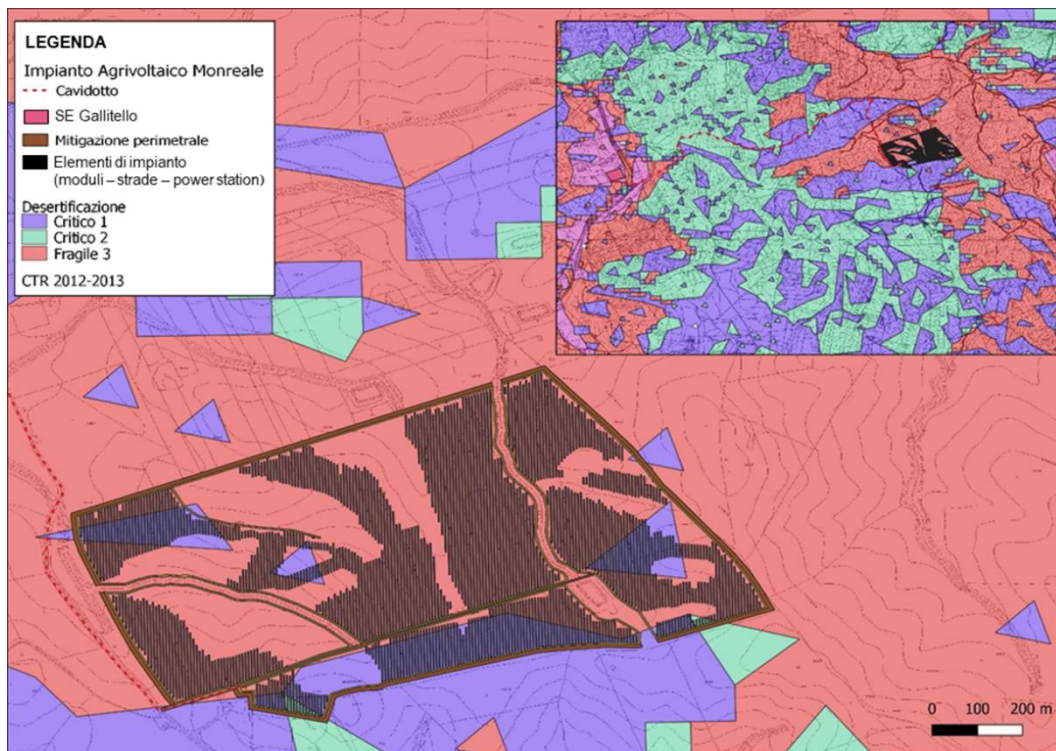 LEGENDA
Impianto Agrivoltaico Monreale
Cavidotto
SE Gallitello
Mitigazione perimetrale
Elementi di impianto
(moduli – strade – power station)
Desertificazione
Critico 1
Critico 2
Fragile 3
CTR 2012-2013
0 100 200 m